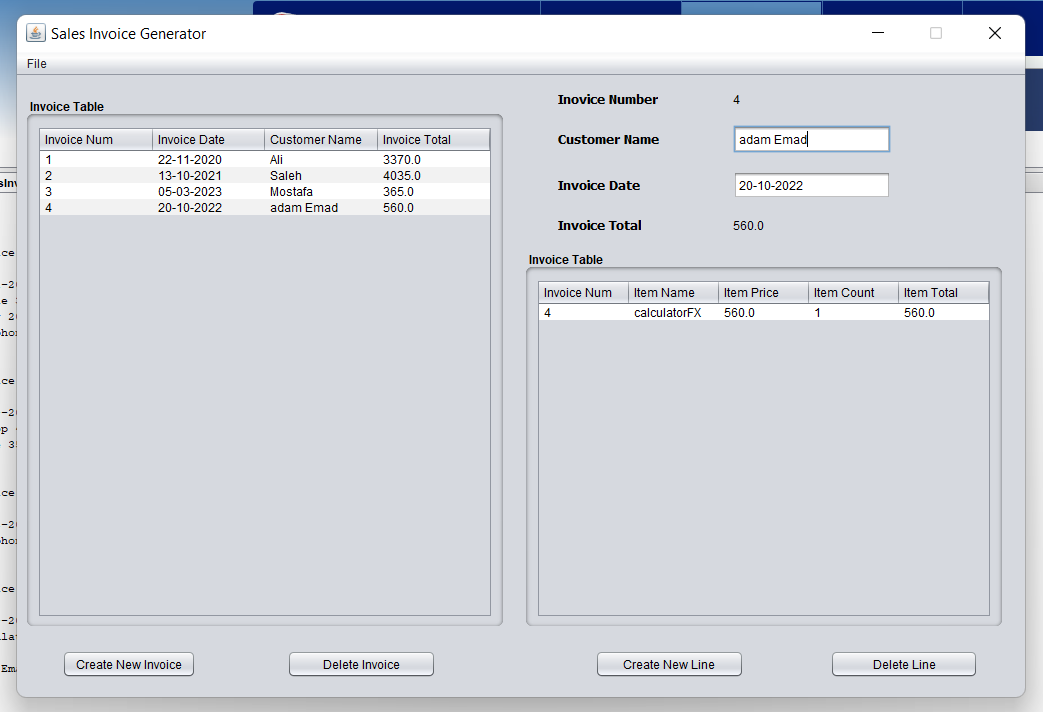 Sales Invoice Generator
File
Invoice Table
Invoice Num Invoice Date Customer Name Invoice Total
1 22-11-2020 Ali 3370.0
2 13-10-2021 Saleh 4035.0
3 05-03-2023 Mostafa 365.0
4 20-10-2022 adam Emad 560.0
Create New Invoice Delete Invoice
Inovice Number 4
Customer Name adam Emad
Invoice Date 20-10-2022
Invoice Total 560.0
Invoice Table
Invoice Num Item Name Item Price Item Count Item Total
4 calculatorFX 560.0 1 560.0
Create New Line Delete Line